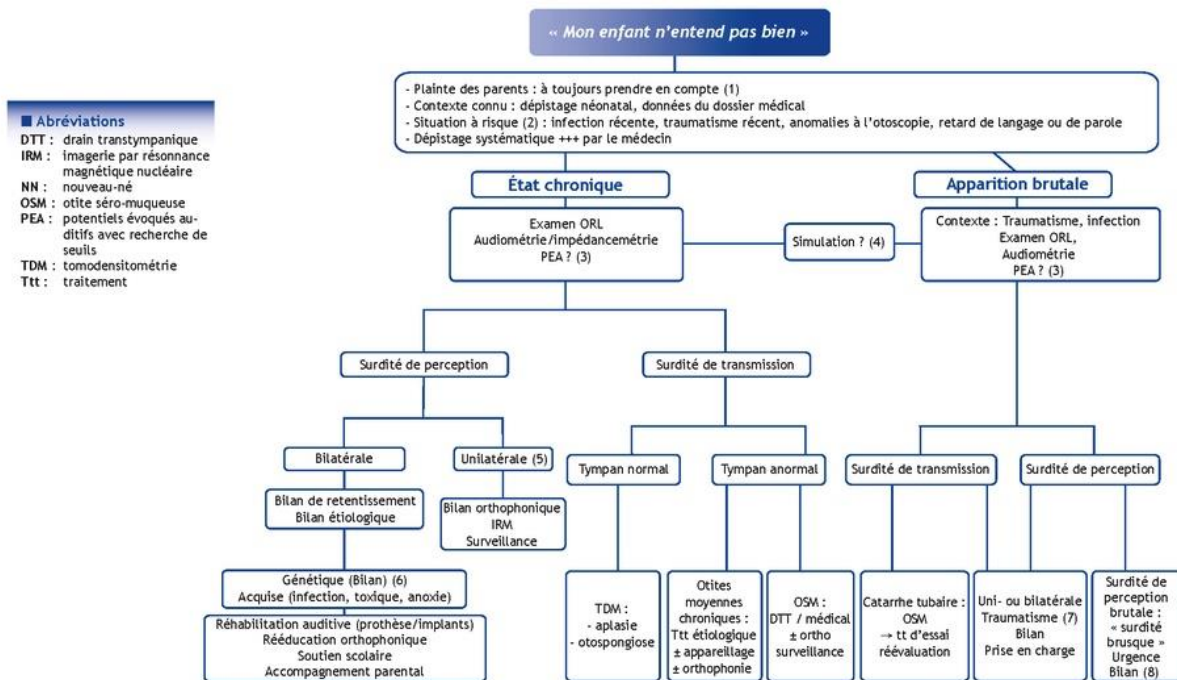 « Mon enfant n'entend pas bien »
- Plainte des parents : à toujours prendre en compte (1)
- Contexte connu : dépistage néonatal, données du dossier médical
- Situation à risque (2) : infection récente, traumatisme récent, anomalies à l'otoscopie, retard de langage ou de parole
- Dépistage systématique +++ par le médecin
■ Abréviations
DTT : drain transtympanique
IRM : imagerie par résonnance
magnétique nucléaire
NN : nouveau-né
OSM : otite séro-muqueuse
PEA : potentiels évoqués au-
ditifs avec recherche de
seuils
TDM : tomodensitométrie
Ttt : traitement
État chronique
Apparition brutale
Examen ORL
Audiométrie/impédancemétrie
PEA ? (3)
Simulation ? (4)
Contexte : Traumatisme, infection
Examen ORL,
Audiométrie
PEA ? (3)
Surdité de perception
Surdité de transmission
Bilatérale
Unilatérale (5)
Tympan normal
Tympan anormal
Surdité de transmission
Surdité de perception
Bilan de retentissement
Bilan étiologique
Bilan orthophonique
IRM
Surveillance
Génétique (Bilan) (6)
Acquise (infection, toxique, anoxie)
Réhabilitation auditive (prothèse/implants)
Rééducation orthophonique
Soutien scolaire
Accompagnement parental
TDM :
- aplasie
- otospongiose
Otites
moyennes
chroniques :
Ttt étiologique
± appareillage
± orthophonie
OSM :
DTT / médical
± ortho
surveillance
Catarrhe tubaire :
OSM
→ tt d'essai
réévaluation
Uni- ou bilatérale
Traumatisme (7)
Bilan
Prise en charge
Surdité de
perception
brutale :
« surdité
brusque »
Urgence
Bilan (8)